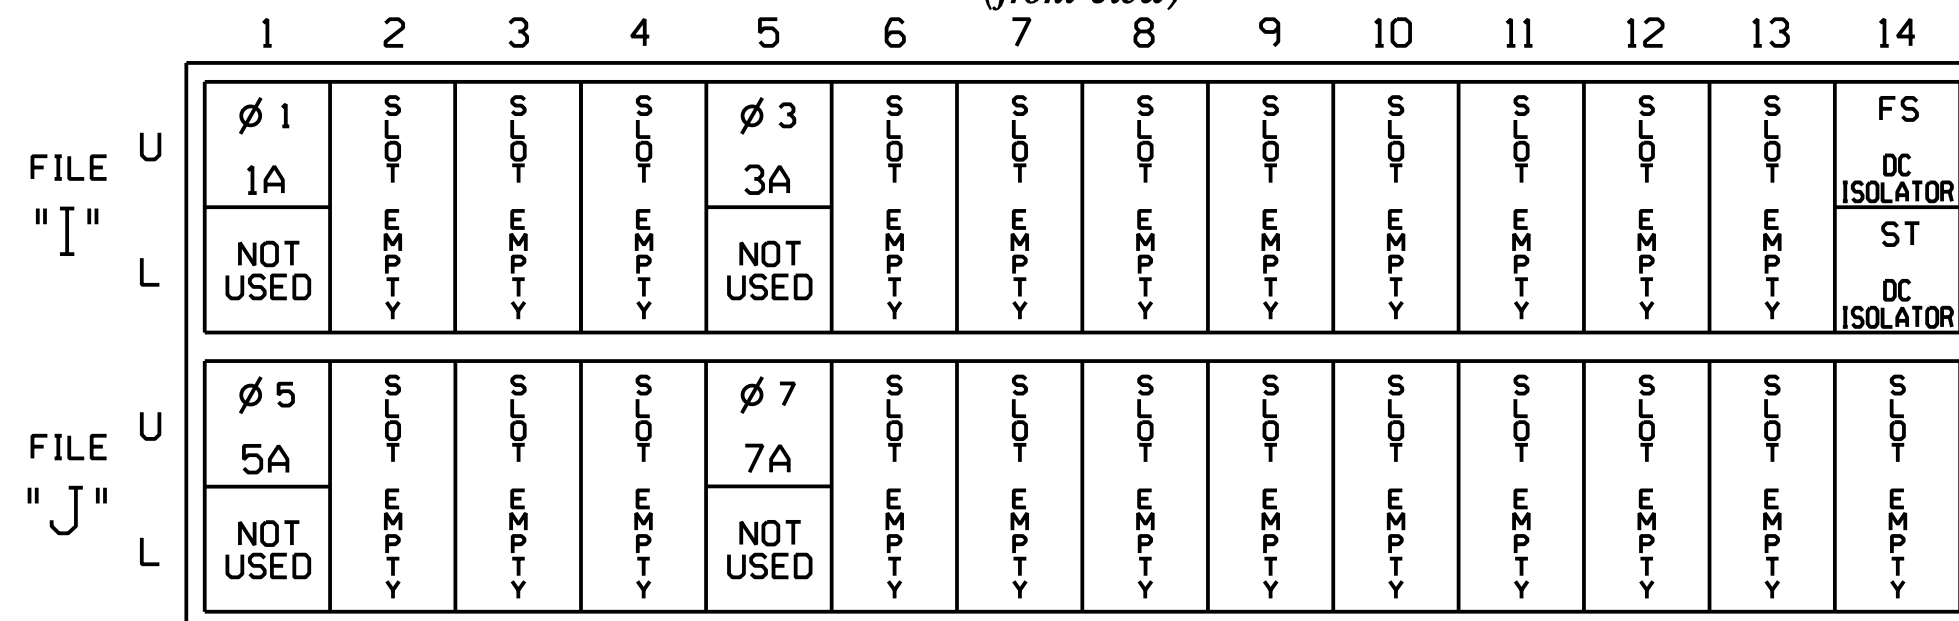 (front view)
1 2 3 4 5 6 7 8 9 10 11 12 13 14
FILE "I"
U
L
Ø 1
1A
NOT USED
SLOT EMPTY
SLOT EMPTY
SLOT EMPTY
Ø 3
3A
NOT USED
SLOT EMPTY
SLOT EMPTY
SLOT EMPTY
SLOT EMPTY
SLOT EMPTY
SLOT EMPTY
SLOT EMPTY
SLOT EMPTY
FS
DC
ISOLATOR
ST
DC
ISOLATOR
FILE "J"
U
L
Ø 5
5A
NOT USED
SLOT EMPTY
SLOT EMPTY
SLOT EMPTY
Ø 7
7A
NOT USED
SLOT EMPTY
SLOT EMPTY
SLOT EMPTY
SLOT EMPTY
SLOT EMPTY
SLOT EMPTY
SLOT EMPTY
SLOT EMPTY
SLOT EMPTY